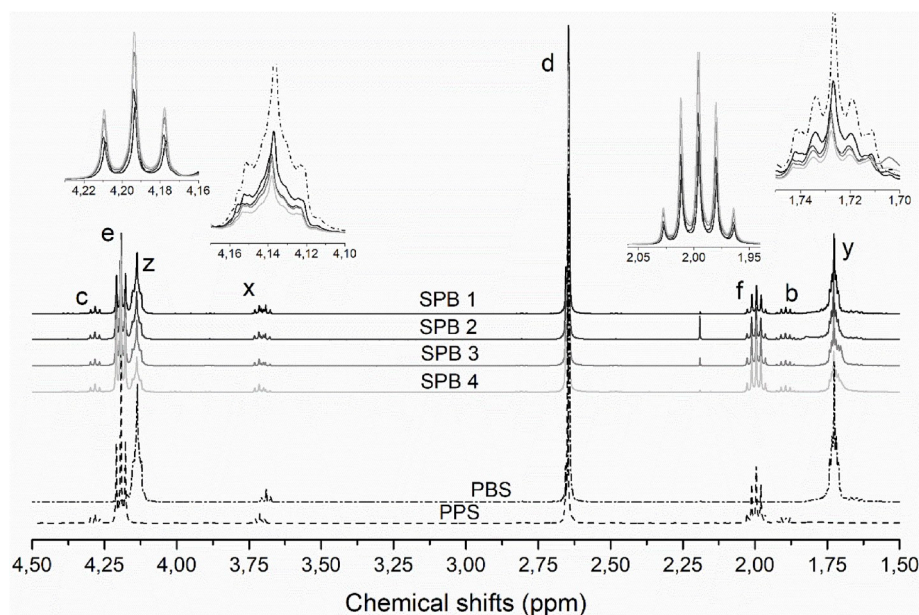 d
4,22 4,20 4,18 4,16
4,16 4,14 4,12 4,10
2,05 2,00 1,95
1,74 1,72 1,70
e
z
c
x
f
b
y
SPB 1
SPB 2
SPB 3
SPB 4
PBS
PPS
4,50 4,25 4,00 3,75 3,50 3,25 3,00 2,75 2,50 2,25 2,00 1,75 1,50
Chemical shifts (ppm)